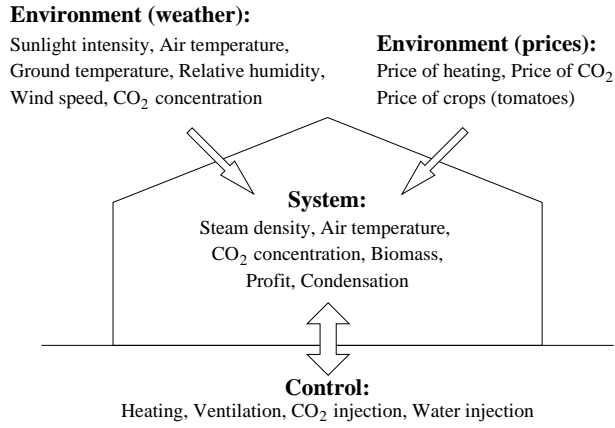 Environment (weather):
Sunlight intensity, Air temperature,
Ground temperature, Relative humidity,
Wind speed, CO₂ concentration
Environment (prices):
Price of heating, Price of CO₂
Price of crops (tomatoes)
System:
Steam density, Air temperature,
CO₂ concentration, Biomass,
Profit, Condensation
Control:
Heating, Ventilation, CO₂ injection, Water injection